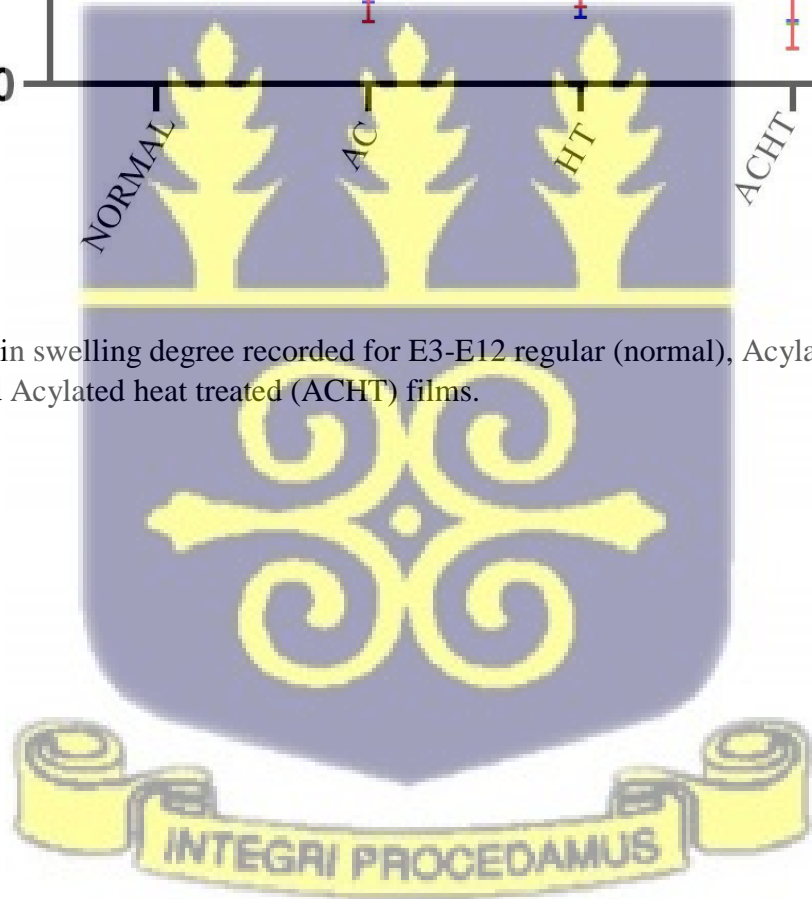 0
NORMAL AC HT ACHT
in swelling degree recorded for E3-E12 regular (normal),
Acylated heat treated (ACHT) films.
INTEGRI PROCEDAMUS